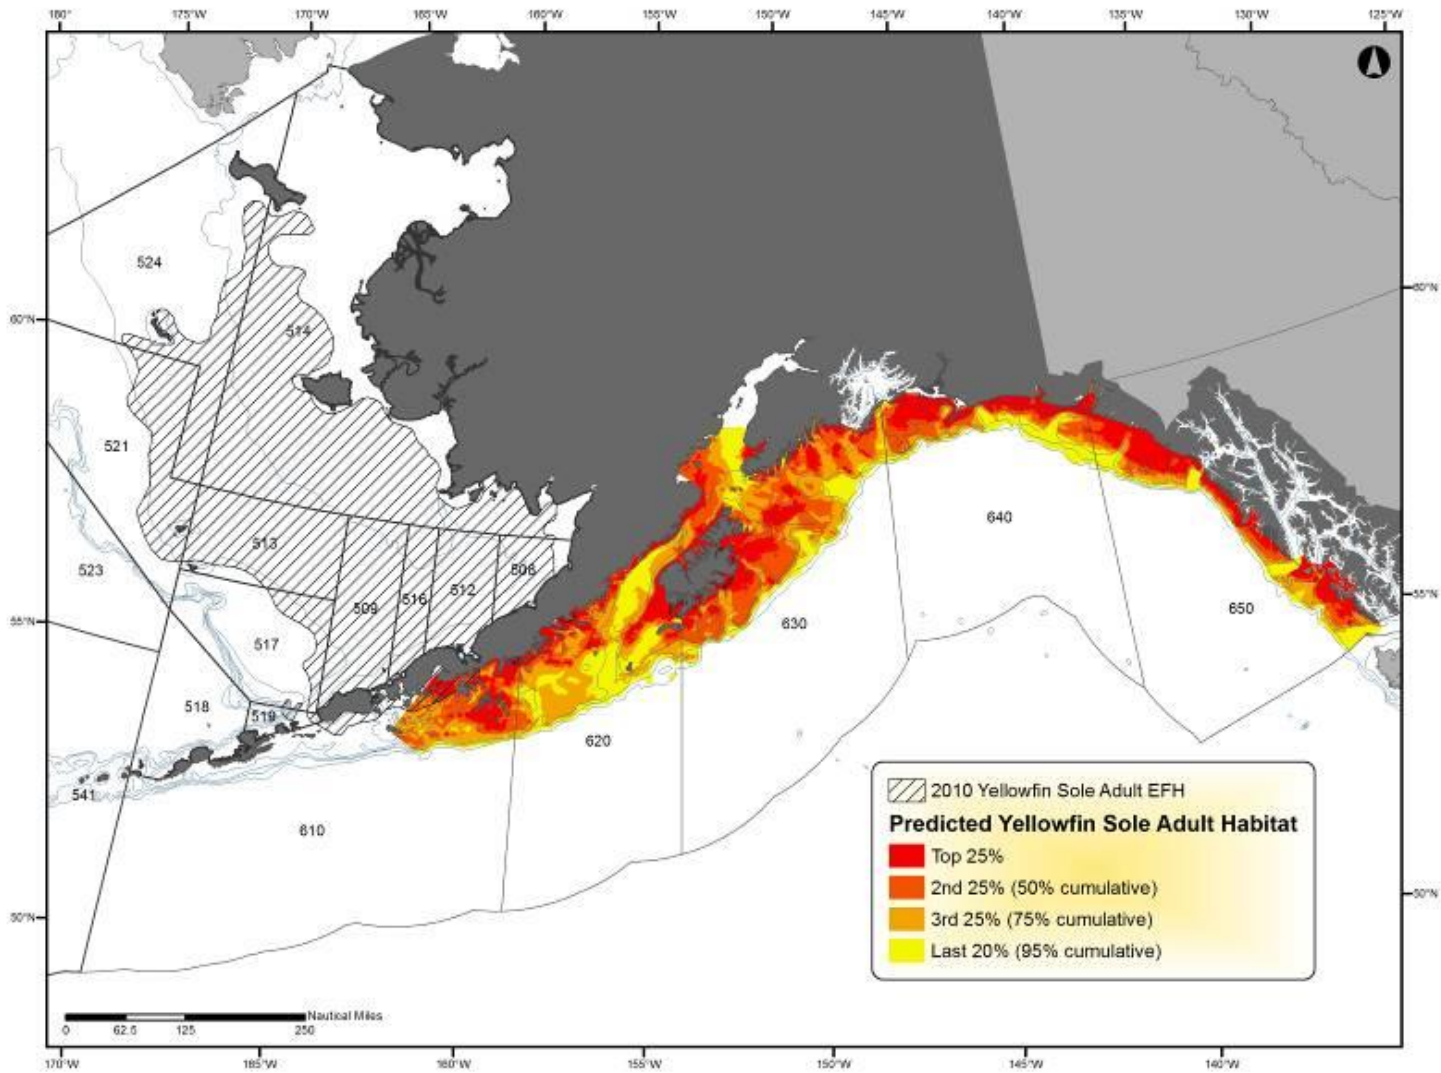 180° 175°W 170°W 165°W 160°W 155°W 150°W 145°W 140°W 135°W 130°W 125°W
524
60°N
60°N
514
521
640
513
523
508
512
509
516
55°N
55°N
650
630
517
518
519
620
541
610
2010 Yellowfin Sole Adult EFH
Predicted Yellowfin Sole Adult Habitat
Top 25%
2nd 25% (50% cumulative)
3rd 25% (75% cumulative)
Last 20% (95% cumulative)
50°N
50°N
Nautical Miles
0 62.5 125 250
170°W 165°W 160°W 155°W 150°W 145°W 140°W